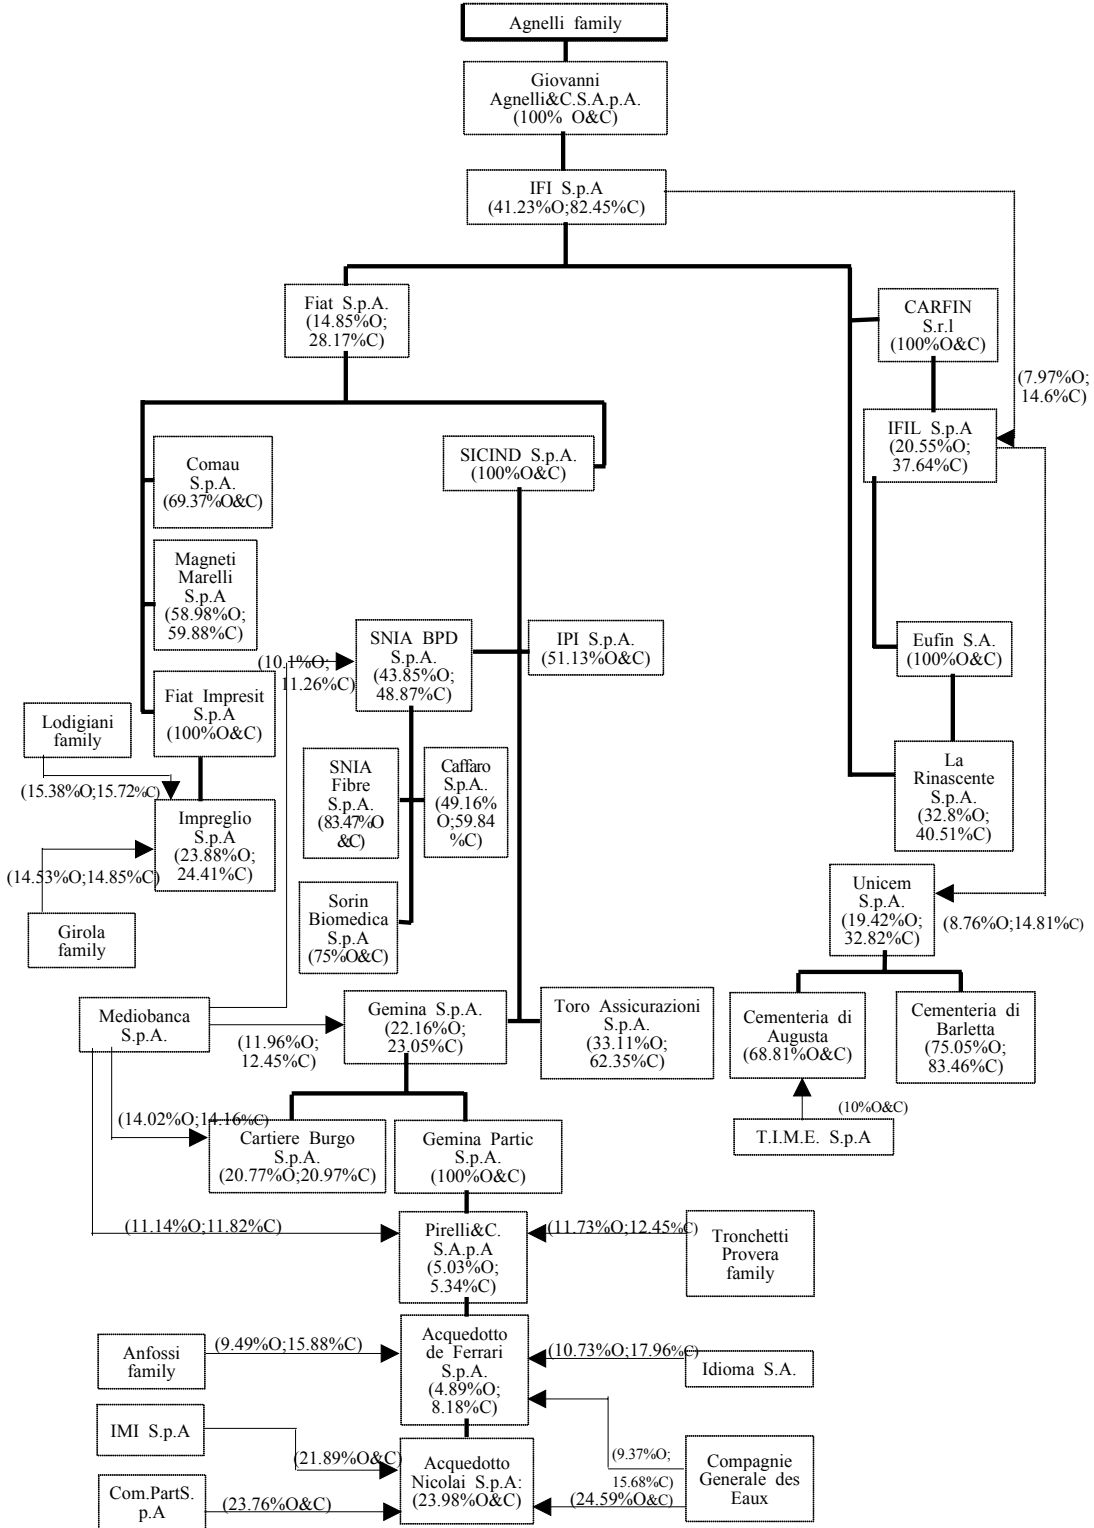 Agnelli family
Giovanni
Agnelli&C.S.A.p.A.
(100% O&C)
IFI S.p.A
(41.23%O;82.45%C)
Fiat S.p.A.
(14.85%O;
28.17%C)
CARFIN
S.r.l
(100%O&C)
(7.97%O;
14.6%C)
IFIL S.p.A
(20.55%O;
37.64%C)
SICIND S.p.A.
(100%O&C)
Comau
S.p.A.
(69.37%O&C)
Magneti
Marelli
S.p.A
(58.98%O;
59.88%C)
SNIA BPD
S.p.A.
(43.85%O;
48.87%C)
IPI S.p.A.
(51.13%O&C)
Eufin S.A.
(100%O&C)
(10.1%O;
11.26%C)
Fiat Impresit
S.p.A
(100%O&C)
Lodigiani
family
(15.38%O;15.72%C)
SNIA
Fibre
S.p.A.
(83.47%O
&C)
Caffaro
S.p.A.
(49.16%
O;59.84
%C)
La
Rinascente
S.p.A.
(32.8%O;
40.51%C)
Impreglio
S.p.A
(23.88%O;
24.41%C)
(14.53%O;14.85%C)
Girola
family
Sorin
Biomedica
S.p.A
(75%O&C)
Unicem
S.p.A.
(19.42%O;
32.82%C)
(8.76%O;14.81%C)
Mediobanca
S.p.A.
Gemina S.p.A.
(22.16%O;
23.05%C)
(11.96%O;
12.45%C)
Toro Assicurazioni
S.p.A.
(33.11%O;
62.35%C)
Cementeria di
Augusta
(68.81%O&C)
Cementeria di
Barletta
(75.05%O;
83.46%C)
(10%O&C)
T.I.M.E. S.p.A
(14.02%O;14.16%C)
Cartiere Burgo
S.p.A.
(20.77%O;20.97%C)
Gemina Partic
S.p.A.
(100%O&C)
(11.14%O;11.82%C)
Pirelli&C.
S.A.p.A
(5.03%O;
5.34%C)
(11.73%O;12.45%C)
Tronchetti
Provera
family
Anfossi
family
(9.49%O;15.88%C)
Acquedotto
de Ferrari
S.p.A.
(4.89%O;
8.18%C)
(10.73%O;17.96%C)
Idioma S.A.
IMI S.p.A
(21.89%O&C)
(9.37%O;
15.68%C)
Compagnie
Generale des
Eaux
Acquedotto
Nicolai S.p.A:
(23.98%O&C)
(24.59%O&C)
Com.PartS.
p.A
(23.76%O&C)